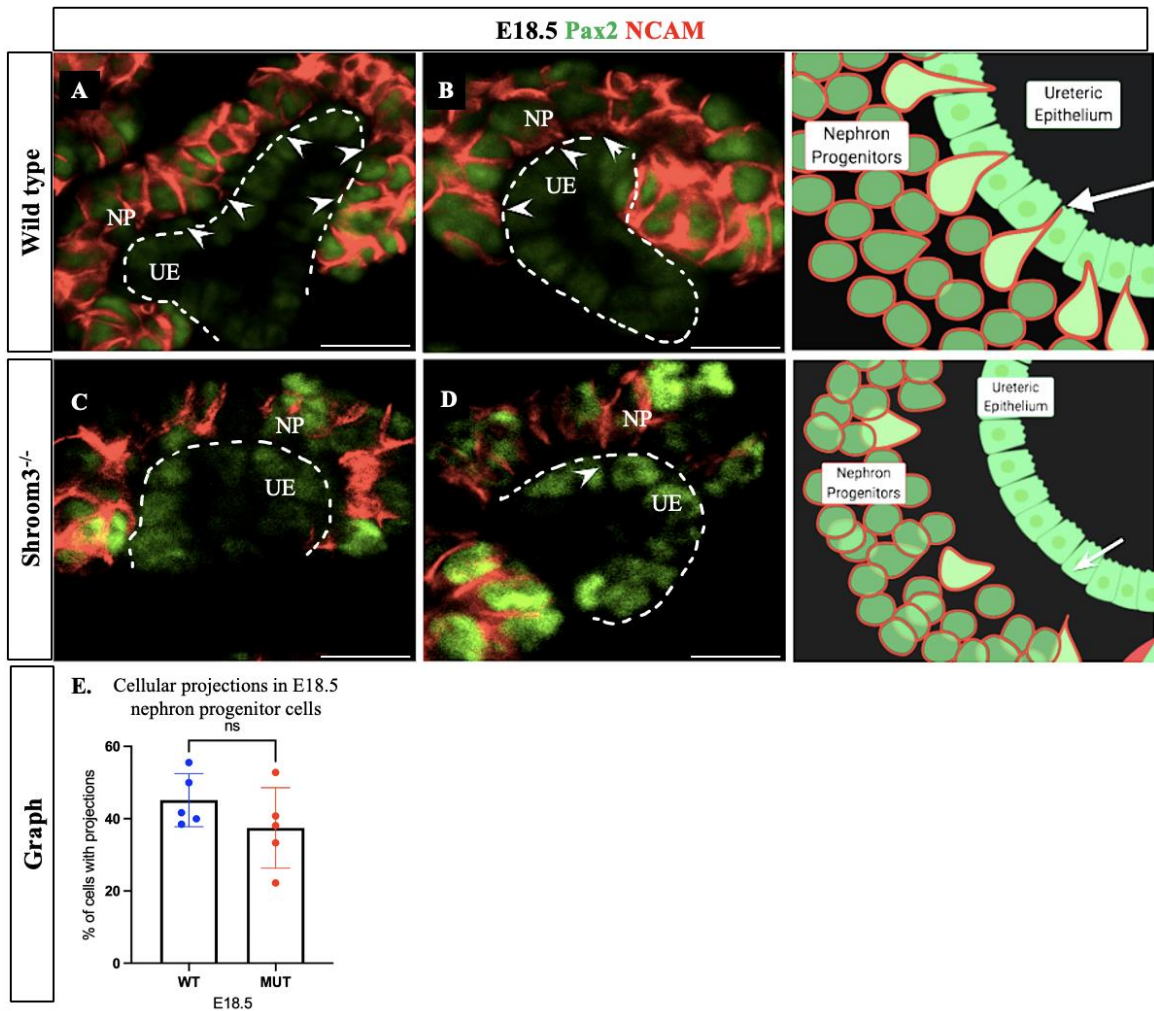 E18.5 Pax2 NCAM
Wild type
A
NP
UE
B
NP
UE
Nephron
Progenitors
Ureteric
Epithelium
Shroom3-/-
C
NP
UE
D
NP
UE
Ureteric
Epithelium
Nephron
Progenitors
Graph
E. Cellular projections in E18.5
nephron progenitor cells
ns
% of cells with projections
60
40
20
0
WT MUT
E18.5